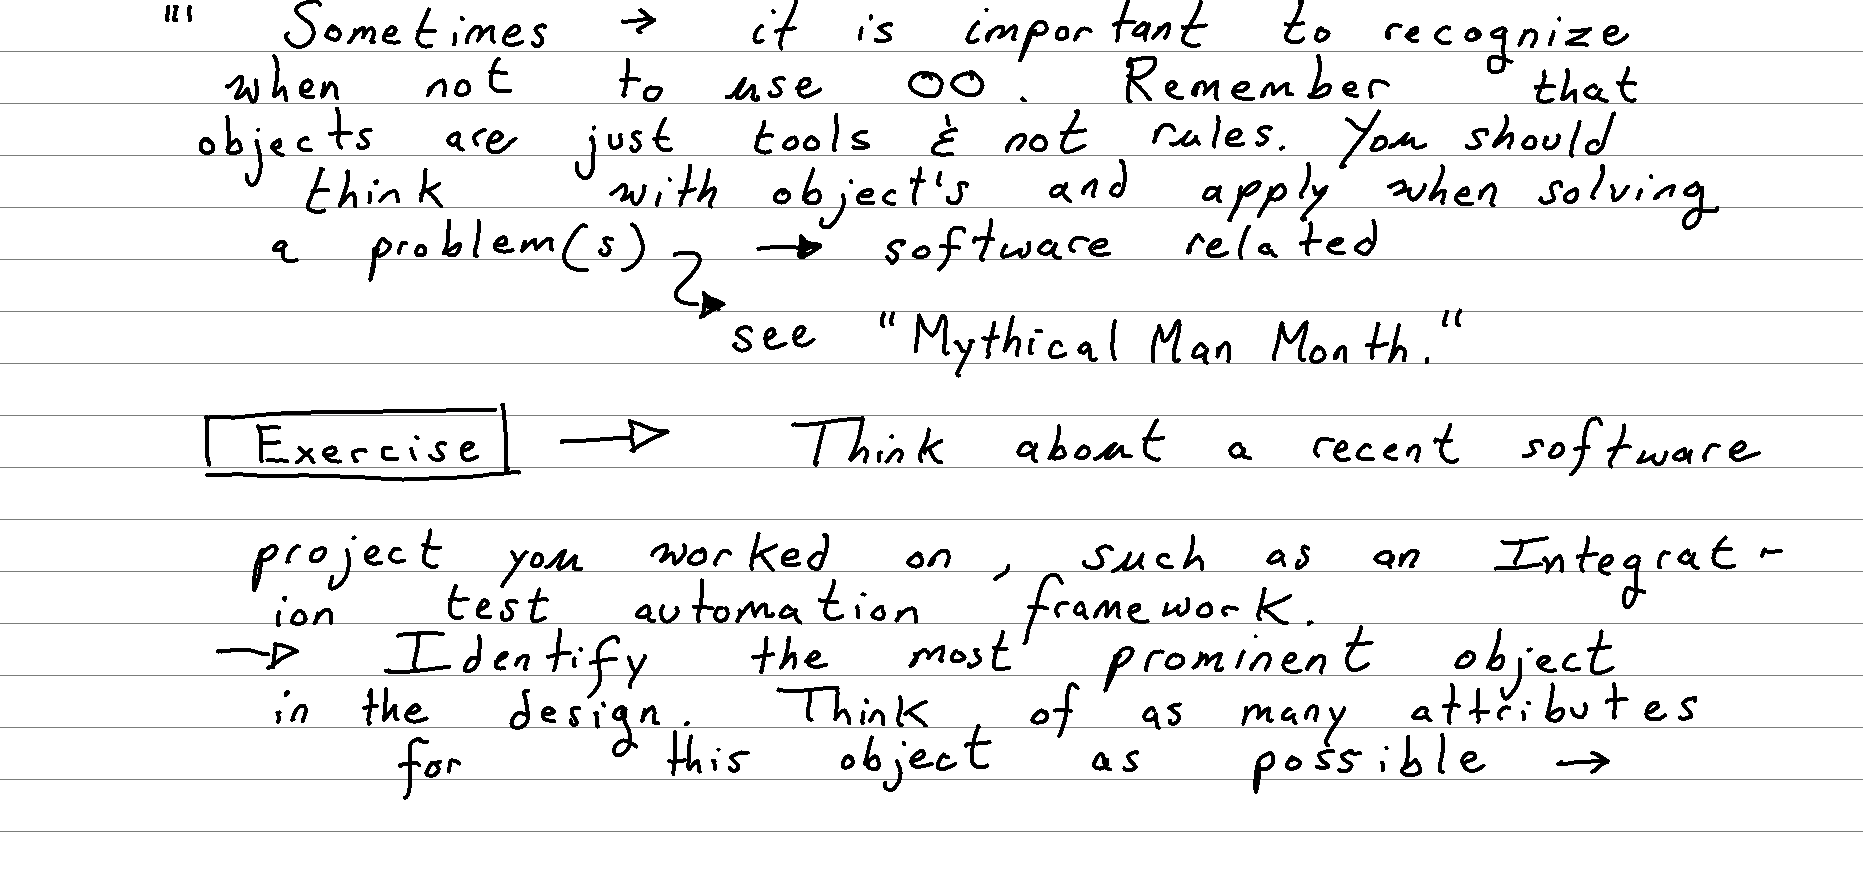 "' Sometimes → it is important to recognize
when not to use OO. Remember that
objects are just tools & not rules. You should
think with object's and apply when solving
a problem(s) → software related
see "Mythical Man Month."
Exercise → Think about a recent software
project you worked on, such as an Integrat-
ion test automation framework.
→ Identify the most prominent object
in the design. Think of as many attributes
for this object as possible →